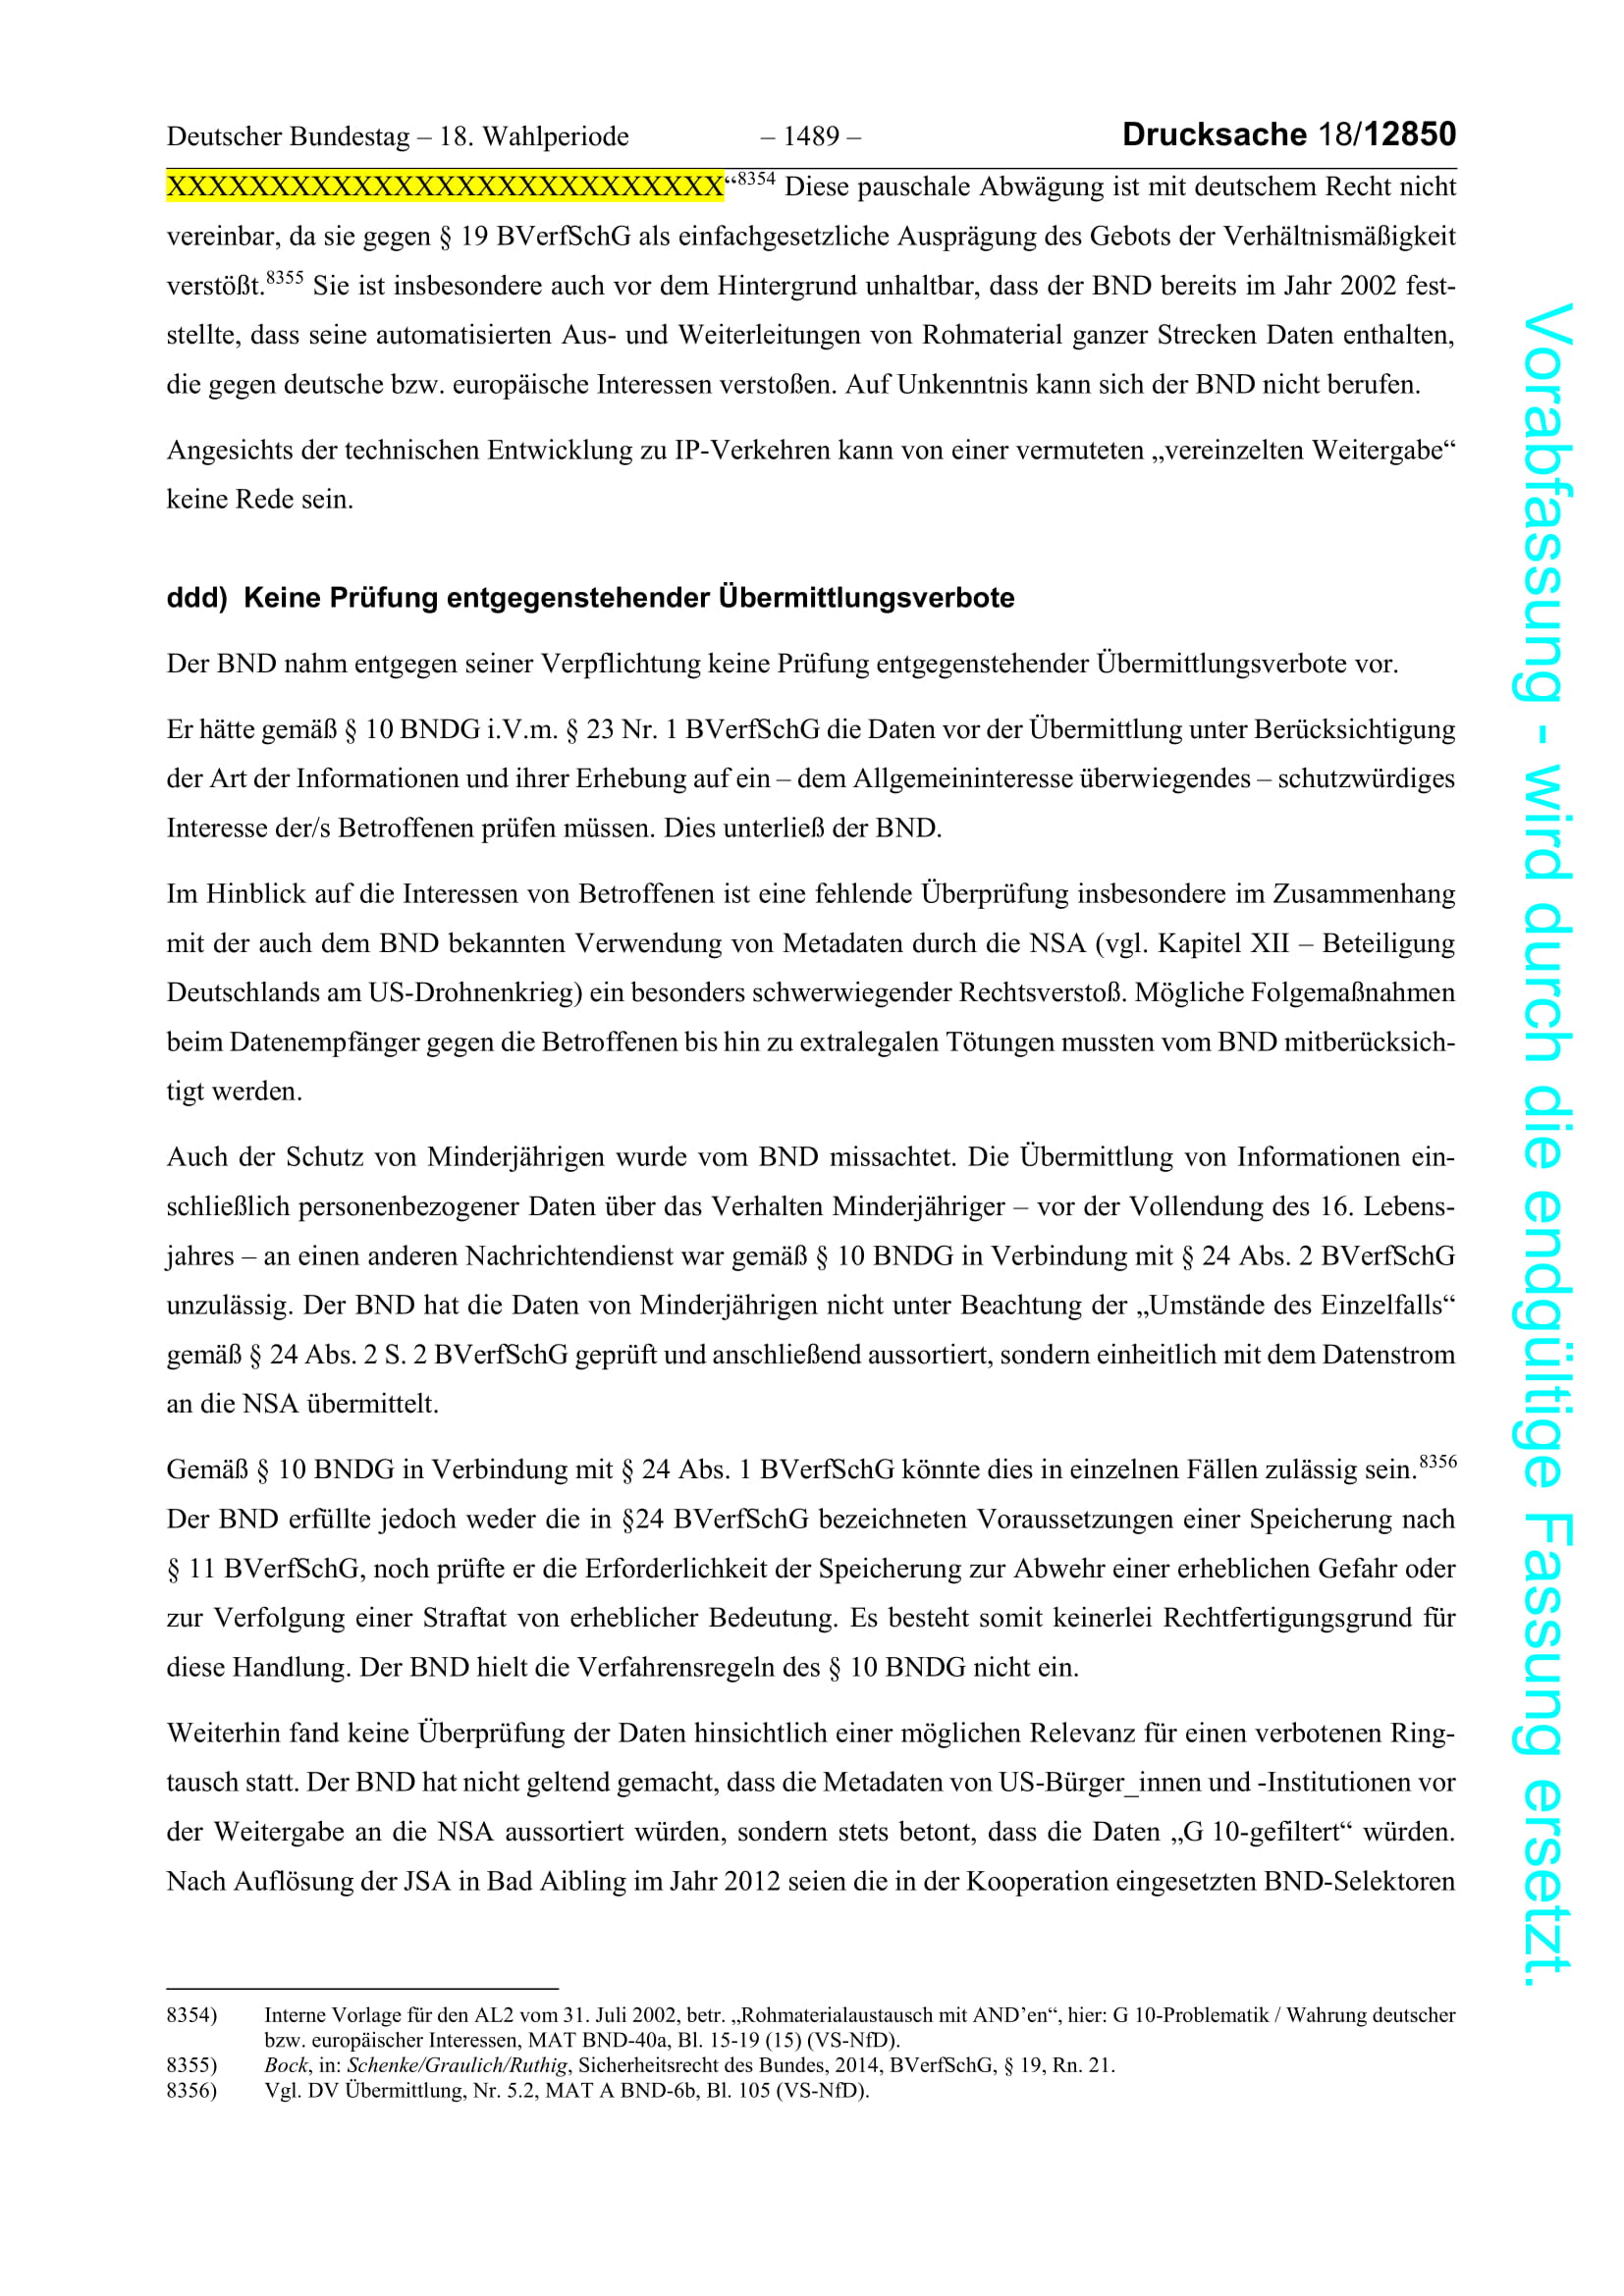 Deutscher Bundestag – 18. Wahlperiode – 1489 – Drucksache 18/12850
XXXXXXXXXXXXXXXXXXXXXXXXXXX“8354 Diese pauschale Abwägung ist mit deutschem Recht nicht
vereinbar, da sie gegen § 19 BVerfSchG als einfachgesetzliche Ausprägung des Gebots der Verhältnismäßigkeit
verstößt.8355 Sie ist insbesondere auch vor dem Hintergrund unhaltbar, dass der BND bereits im Jahr 2002 fest-
stellte, dass seine automatisierten Aus- und Weiterleitungen von Rohmaterial ganzer Strecken Daten enthalten,
die gegen deutsche bzw. europäische Interessen verstoßen. Auf Unkenntnis kann sich der BND nicht berufen.
Angesichts der technischen Entwicklung zu IP-Verkehren kann von einer vermuteten „vereinzelten Weitergabe“
keine Rede sein.
ddd) Keine Prüfung entgegenstehender Übermittlungsverbote
Der BND nahm entgegen seiner Verpflichtung keine Prüfung entgegenstehender Übermittlungsverbote vor.
Er hätte gemäß § 10 BNDG i.V.m. § 23 Nr. 1 BVerfSchG die Daten vor der Übermittlung unter Berücksichtigung
der Art der Informationen und ihrer Erhebung auf ein – dem Allgemeininteresse überwiegendes – schutzwürdiges
Interesse der/s Betroffenen prüfen müssen. Dies unterließ der BND.
Im Hinblick auf die Interessen von Betroffenen ist eine fehlende Überprüfung insbesondere im Zusammenhang
mit der auch dem BND bekannten Verwendung von Metadaten durch die NSA (vgl. Kapitel XII – Beteiligung
Deutschlands am US-Drohnenkrieg) ein besonders schwerwiegender Rechtsverstoß. Mögliche Folgemaßnahmen
beim Datenempfänger gegen die Betroffenen bis hin zu extralegalen Tötungen mussten vom BND mitberücksich-
tigt werden.
Auch der Schutz von Minderjährigen wurde vom BND missachtet. Die Übermittlung von Informationen ein-
schließlich personenbezogener Daten über das Verhalten Minderjähriger – vor der Vollendung des 16. Lebens-
jahres – an einen anderen Nachrichtendienst war gemäß § 10 BNDG in Verbindung mit § 24 Abs. 2 BVerfSchG
unzulässig. Der BND hat die Daten von Minderjährigen nicht unter Beachtung der „Umstände des Einzelfalls“
gemäß § 24 Abs. 2 S. 2 BVerfSchG geprüft und anschließend aussortiert, sondern einheitlich mit dem Datenstrom
an die NSA übermittelt.
Gemäß § 10 BNDG in Verbindung mit § 24 Abs. 1 BVerfSchG könnte dies in einzelnen Fällen zulässig sein.8356
Der BND erfüllte jedoch weder die in §24 BVerfSchG bezeichneten Voraussetzungen einer Speicherung nach
§ 11 BVerfSchG, noch prüfte er die Erforderlichkeit der Speicherung zur Abwehr einer erheblichen Gefahr oder
zur Verfolgung einer Straftat von erheblicher Bedeutung. Es besteht somit keinerlei Rechtfertigungsgrund für
diese Handlung. Der BND hielt die Verfahrensregeln des § 10 BNDG nicht ein.
Weiterhin fand keine Überprüfung der Daten hinsichtlich einer möglichen Relevanz für einen verbotenen Ring-
tausch statt. Der BND hat nicht geltend gemacht, dass die Metadaten von US-Bürger_innen und -Institutionen vor
der Weitergabe an die NSA aussortiert würden, sondern stets betont, dass die Daten „G 10-gefiltert“ würden.
Nach Auflösung der JSA in Bad Aibling im Jahr 2012 seien die in der Kooperation eingesetzten BND-Selektoren
8354) Interne Vorlage für den AL2 vom 31. Juli 2002, betr. „Rohmaterialaustausch mit AND’en“, hier: G 10-Problematik / Wahrung deutscher
bzw. europäischer Interessen, MAT BND-40a, Bl. 15-19 (15) (VS-NfD).
8355) Bock, in: Schenke/Graulich/Ruthig, Sicherheitsrecht des Bundes, 2014, BVerfSchG, § 19, Rn. 21.
8356) Vgl. DV Übermittlung, Nr. 5.2, MAT A BND-6b, Bl. 105 (VS-NfD).
Vorabfassung - wird durch die endgültige Fassung ersetzt.